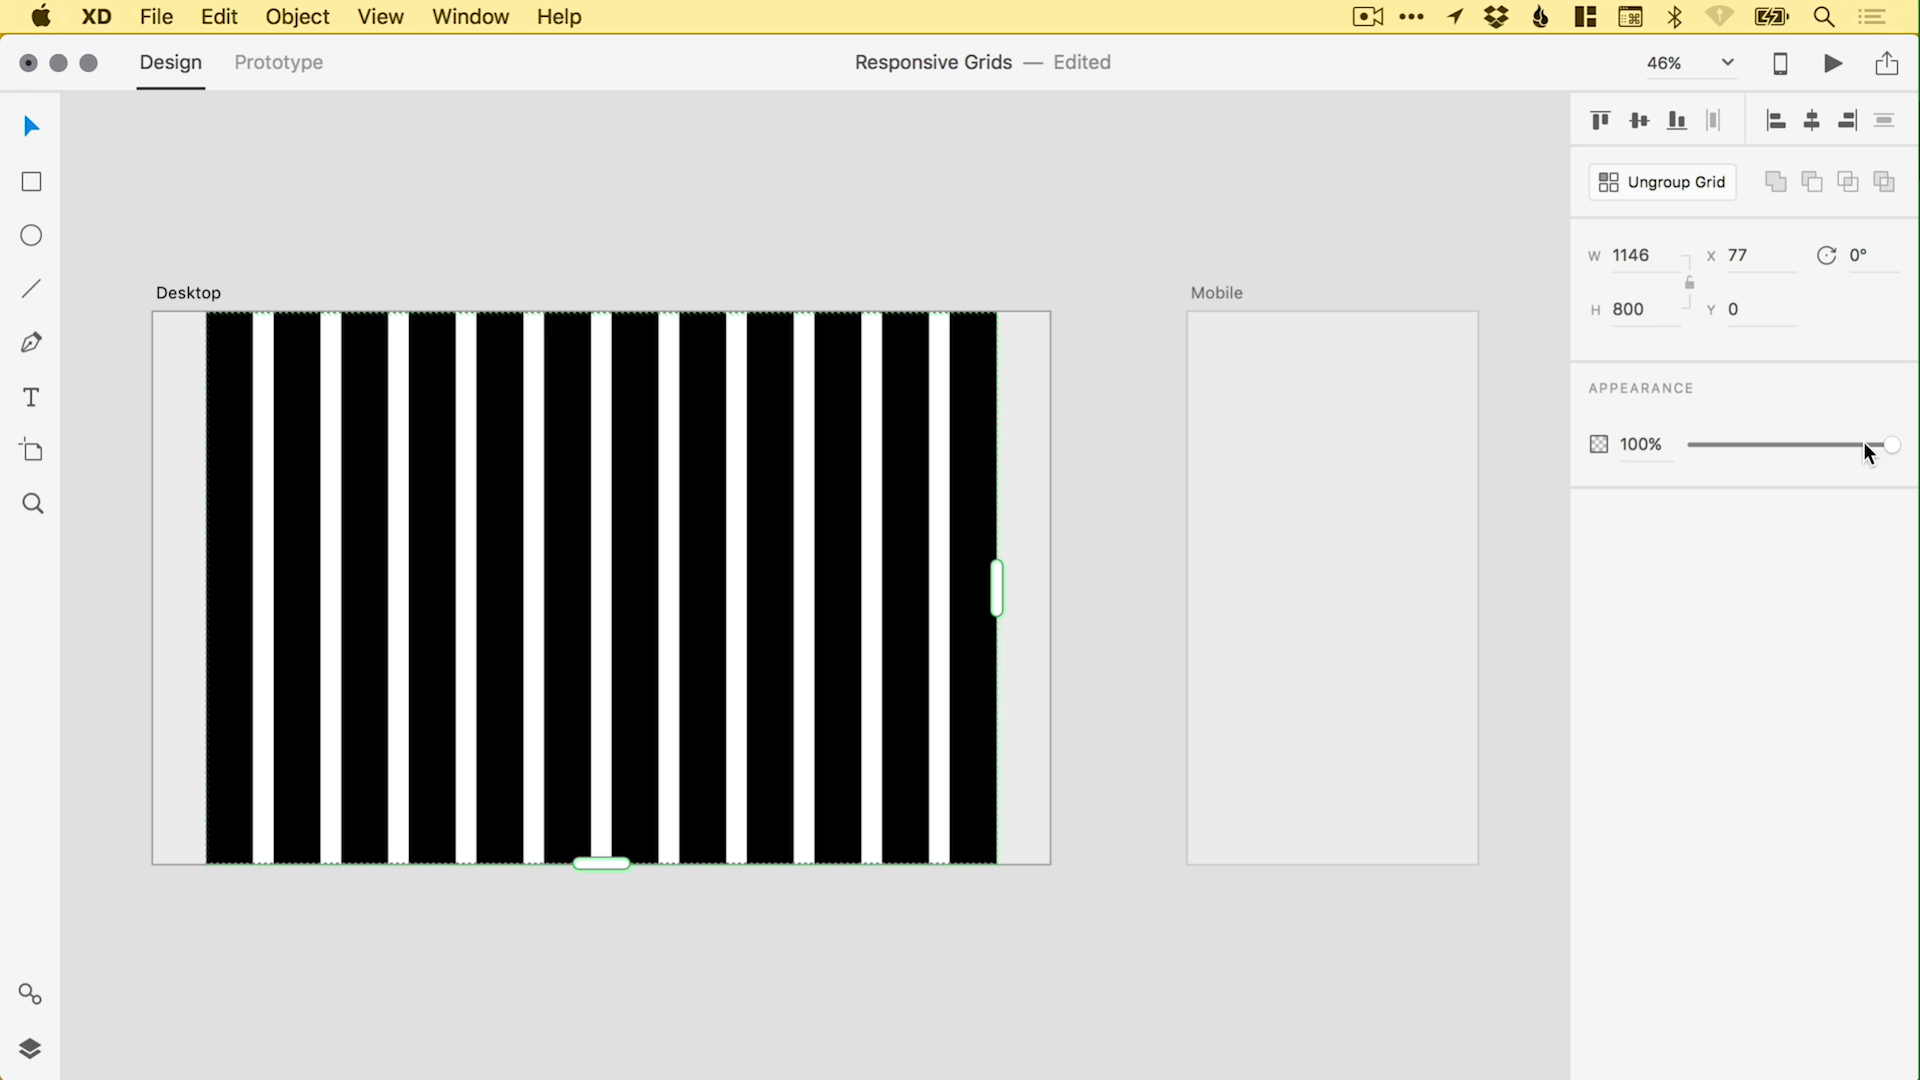 XD File Edit Object View Window Help
Design Prototype Responsive Grids — Edited 46%
Ungroup Grid
W 1146 X 77 0°
H 800 Y 0
APPEARANCE
100%
Desktop Mobile
T